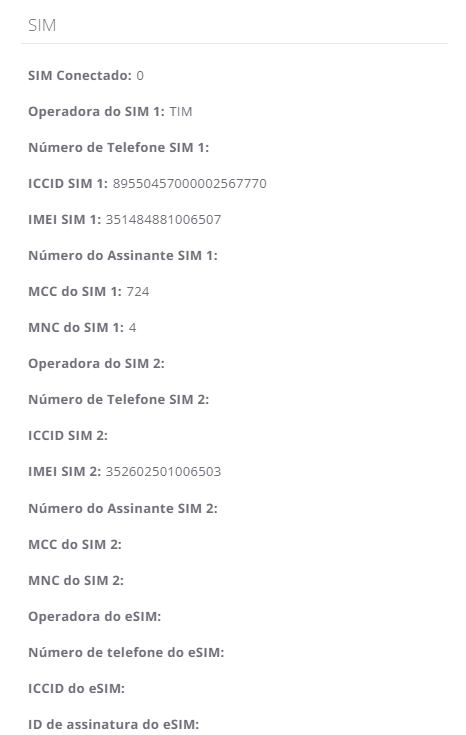 SIM
SIM Conectado: 0
Operadora do SIM 1: TIM
Número de Telefone SIM 1:
ICCID SIM 1: 89550457000002567770
IMEI SIM 1: 351484881006507
Número do Assinante SIM 1:
MCC do SIM 1: 724
MNC do SIM 1: 4
Operadora do SIM 2:
Número de Telefone SIM 2:
ICCID SIM 2:
IMEI SIM 2: 352602501006503
Número do Assinante SIM 2:
MCC do SIM 2:
MNC do SIM 2:
Operadora do eSIM:
Número de telefone do eSIM:
ICCID do eSIM:
ID de assinatura do eSIM: